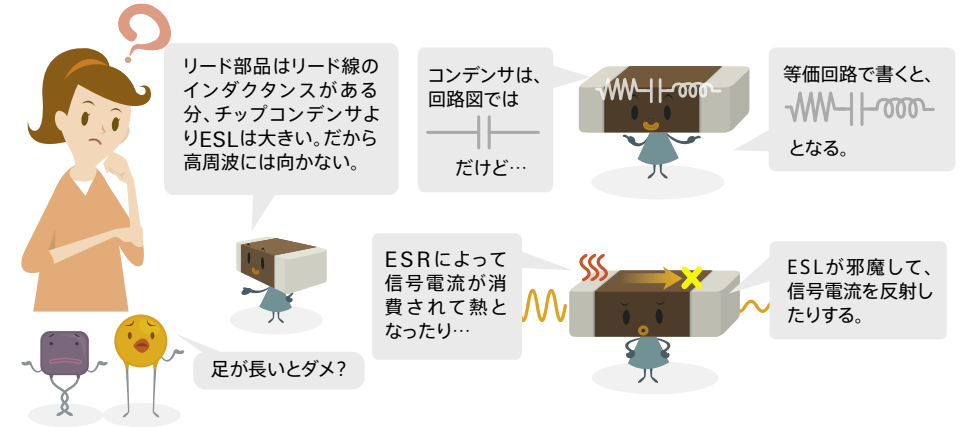 リード部品はリード線の
インダクタンスがある
分、チップコンデンサよ
りESLは大きい。だから
高周波には向かない。
コンデンサは、
回路図では
だけど…
等価回路で書くと、
となる。
ESRによって
信号電流が消
費されて熱と
なったり…
ESLが邪魔して、
信号電流を反射し
たりする。
足が長いとダメ?